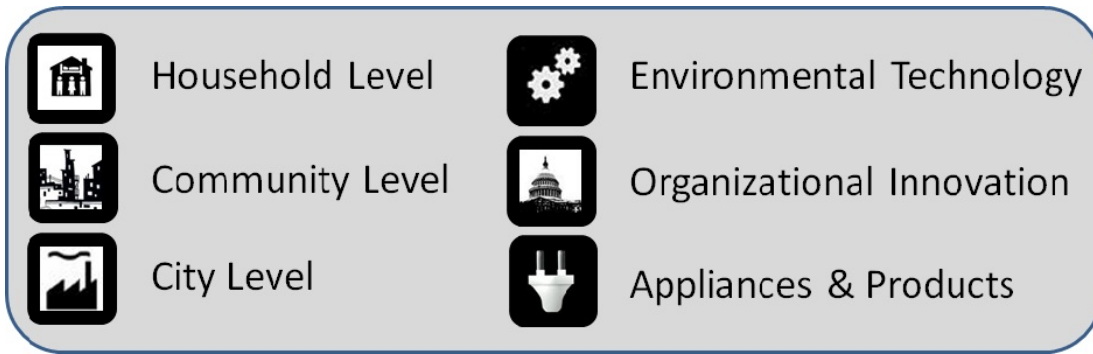 Household Level
Community Level
City Level
Environmental Technology
Organizational Innovation
Appliances & Products